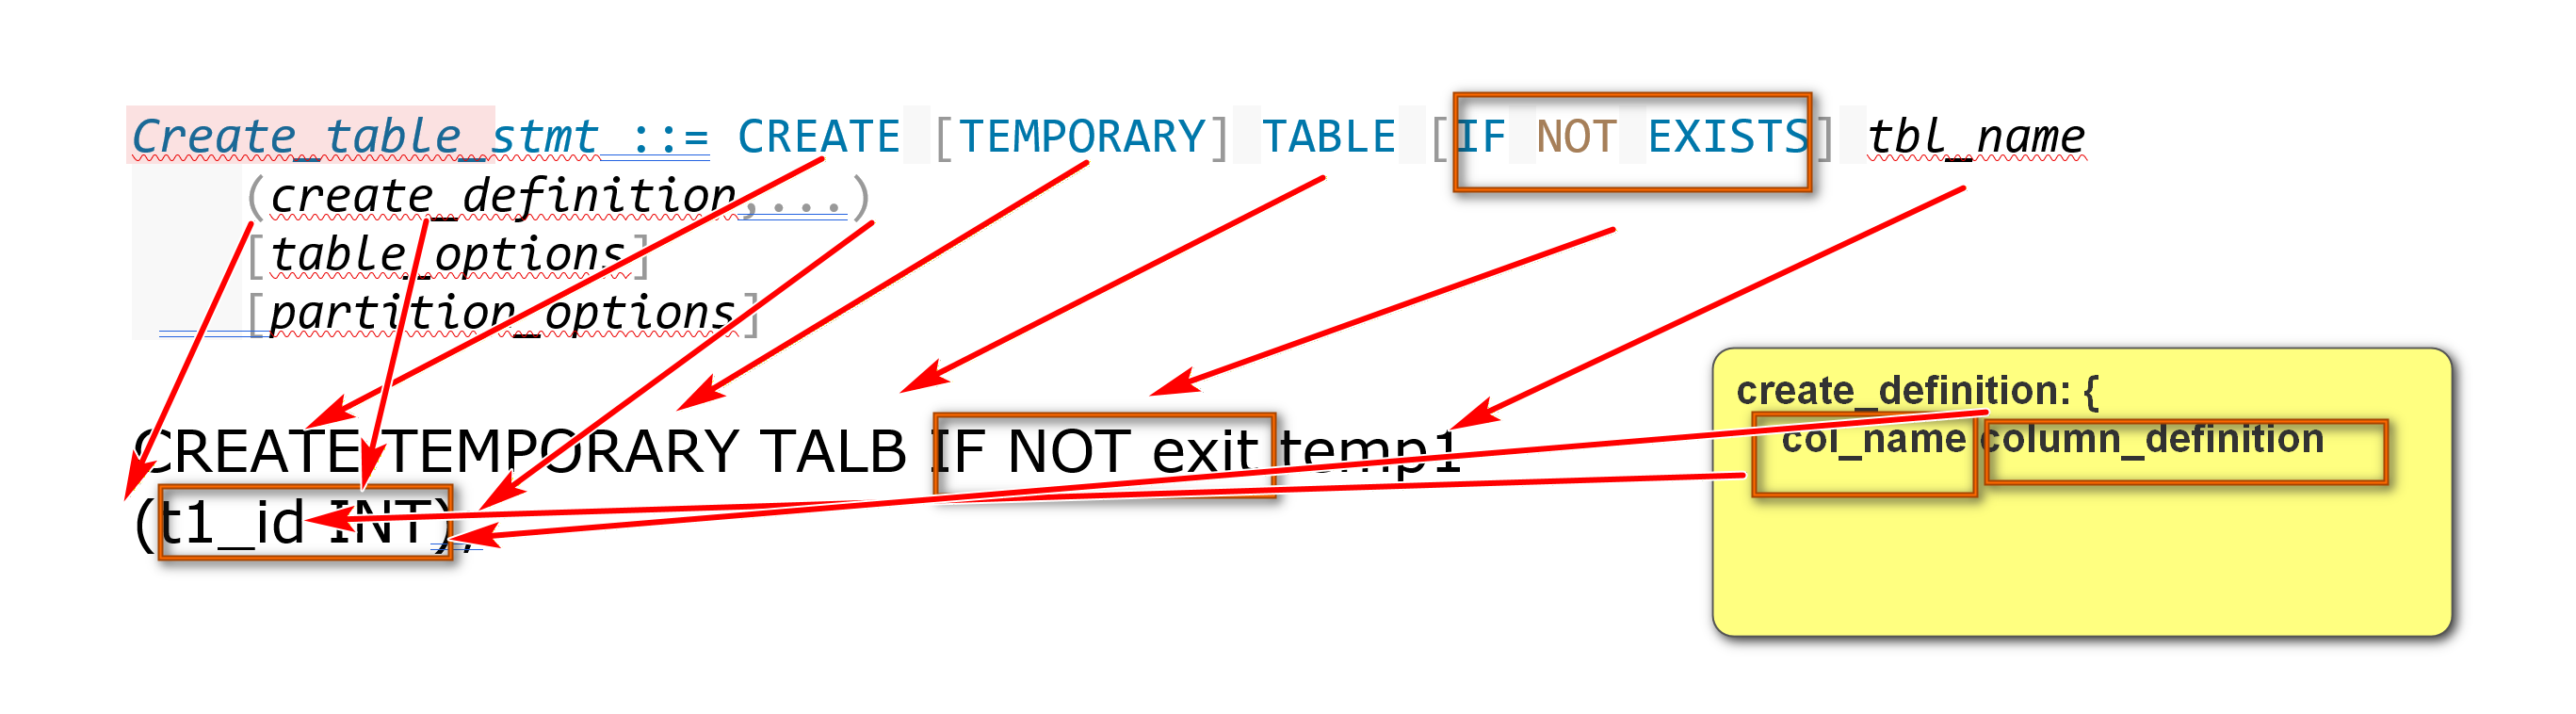 Create_table_stmt ::= CREATE [TEMPORARY] TABLE [IF NOT EXISTS] tbl_name
(create_definition,...)
[table_options]
[partition_options]
CREATE TEMPORARY TALB IF NOT exit temp1
(t1_id INT);
create_definition: {
col_name column_definition